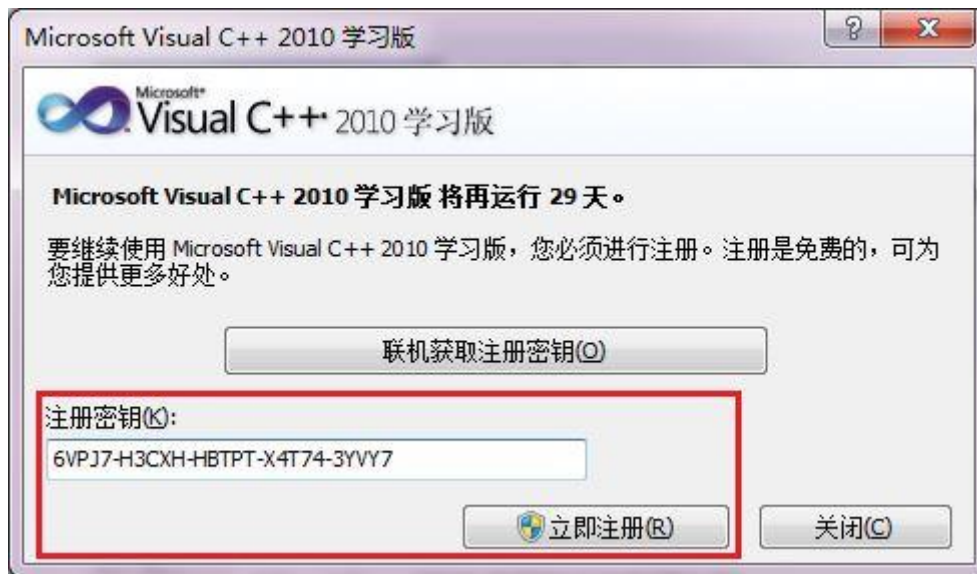 Microsoft Visual C++ 2010 学习版
Microsoft®
Visual C++ 2010 学习版
Microsoft Visual C++ 2010 学习版 将再运行 29 天。
要继续使用 Microsoft Visual C++ 2010 学习版，您必须进行注册。注册是免费的，可为
您提供更多好处。
联机获取注册密钥(O)
注册密钥(K):
6VPJ7-H3CXH-HBTPT-X4T74-3YVY7
立即注册(R)
关闭(C)